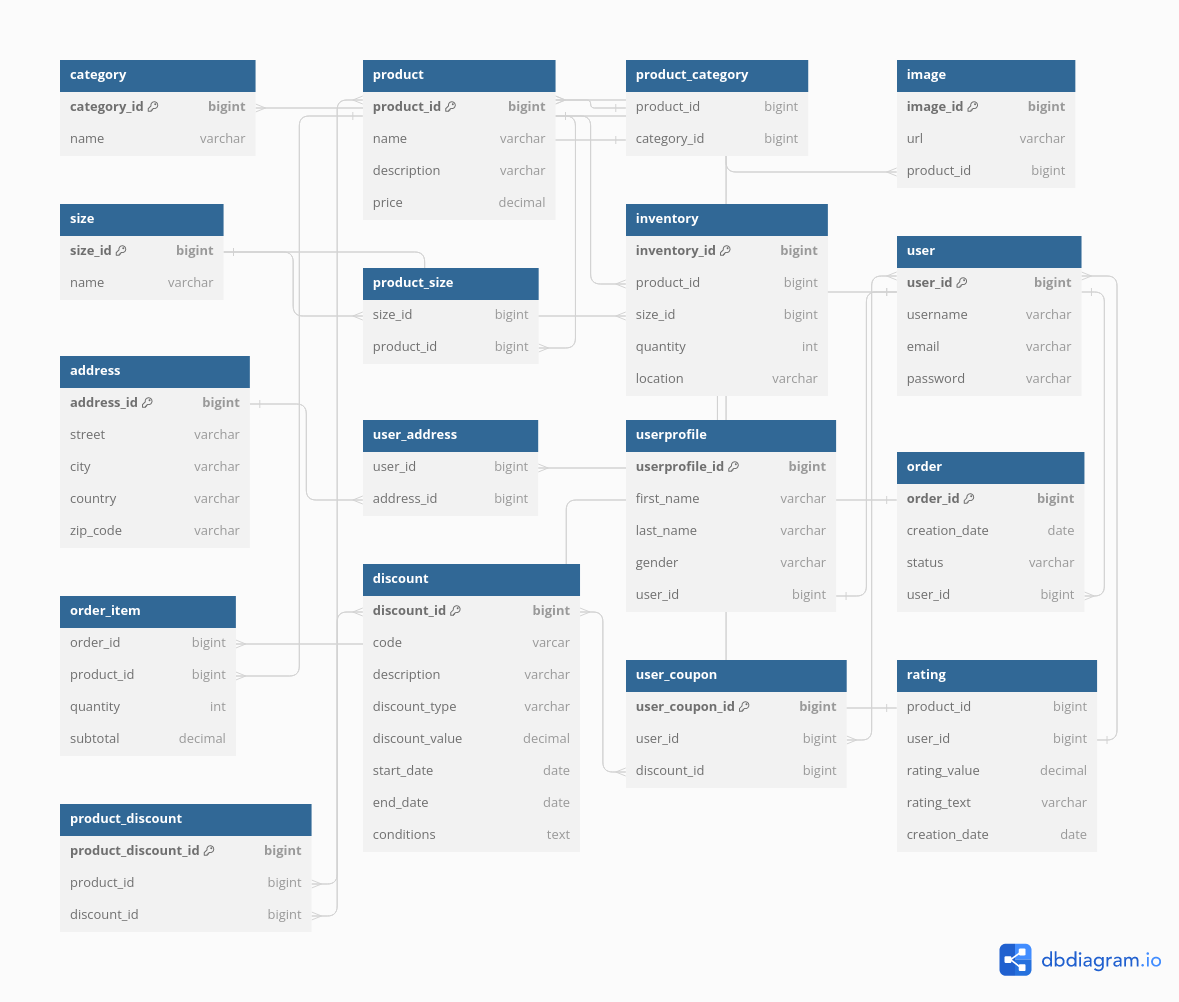 category
category_id bigint
name varchar
product
product_id bigint
name varchar
description varchar
price decimal
product_category
product_id bigint
category_id bigint
image
image_id bigint
url varchar
product_id bigint
size
size_id bigint
name varchar
product_size
size_id bigint
product_id bigint
inventory
inventory_id bigint
product_id bigint
size_id bigint
quantity int
location varchar
user
user_id bigint
username varchar
email varchar
password varchar
address
address_id bigint
street varchar
city varchar
country varchar
zip_code varchar
user_address
user_id bigint
address_id bigint
userprofile
userprofile_id bigint
first_name varchar
last_name varchar
gender varchar
user_id bigint
order
order_id bigint
creation_date date
status varchar
user_id bigint
order_item
order_id bigint
product_id bigint
quantity int
subtotal decimal
discount
discount_id bigint
code varcar
description varchar
discount_type varchar
discount_value decimal
start_date date
end_date date
conditions text
user_coupon
user_coupon_id bigint
user_id bigint
discount_id bigint
rating
product_id bigint
user_id bigint
rating_value decimal
rating_text varchar
creation_date date
product_discount
product_discount_id bigint
product_id bigint
discount_id bigint
dbdiagram.io